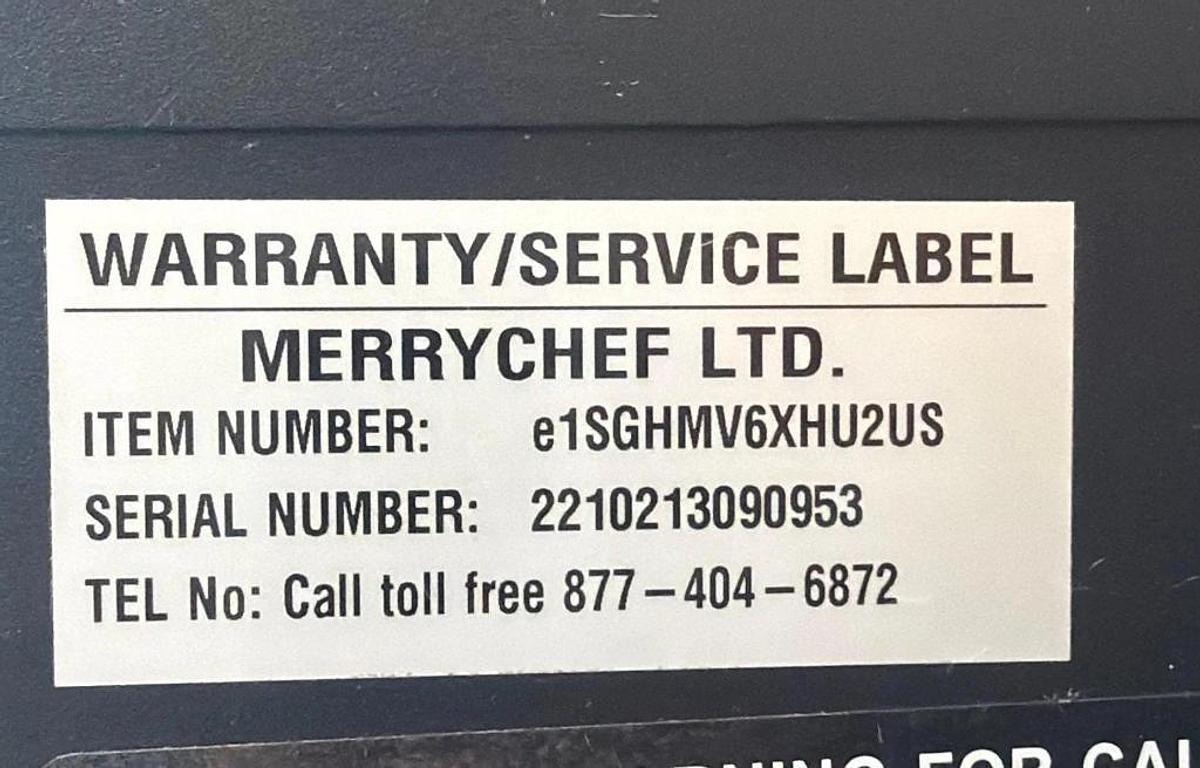 WARRANTY/SERVICE LABEL
MERRYCHEF LTD.
ITEM NUMBER: e1SGHMV6XHU2US
SERIAL NUMBER: 2210213090953
TEL No: Call toll free 877-404-6872
FOR